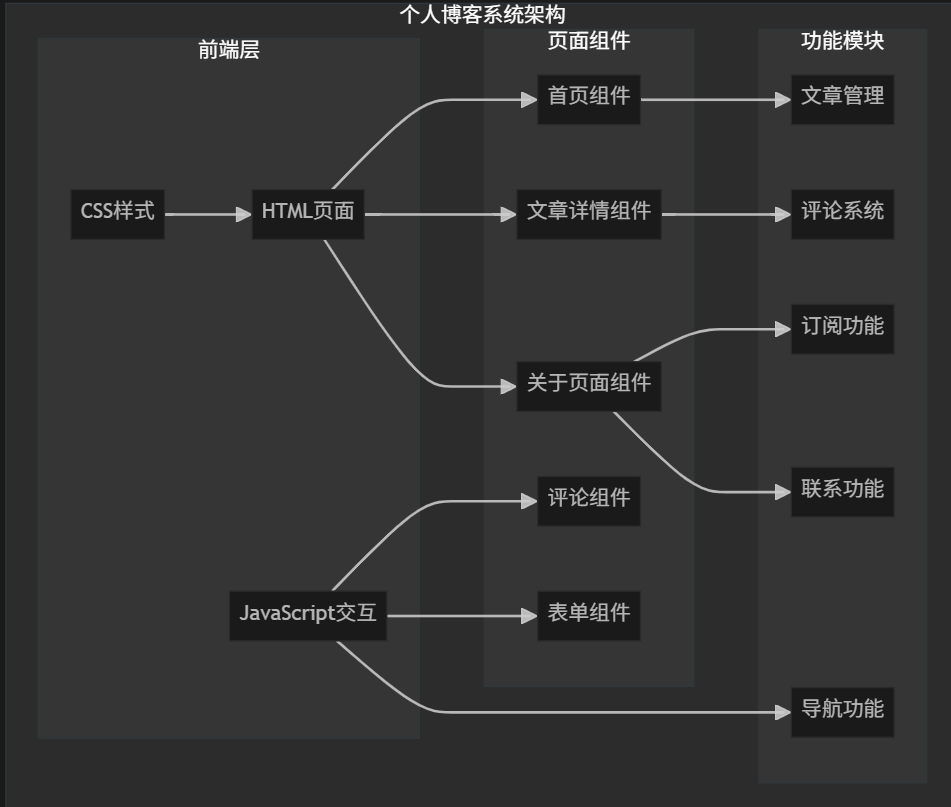 个人博客系统架构
前端层
页面组件
功能模块
首页组件
文章管理
CSS样式
HTML页面
文章详情组件
评论系统
订阅功能
关于页面组件
联系功能
评论组件
JavaScript交互
表单组件
导航功能